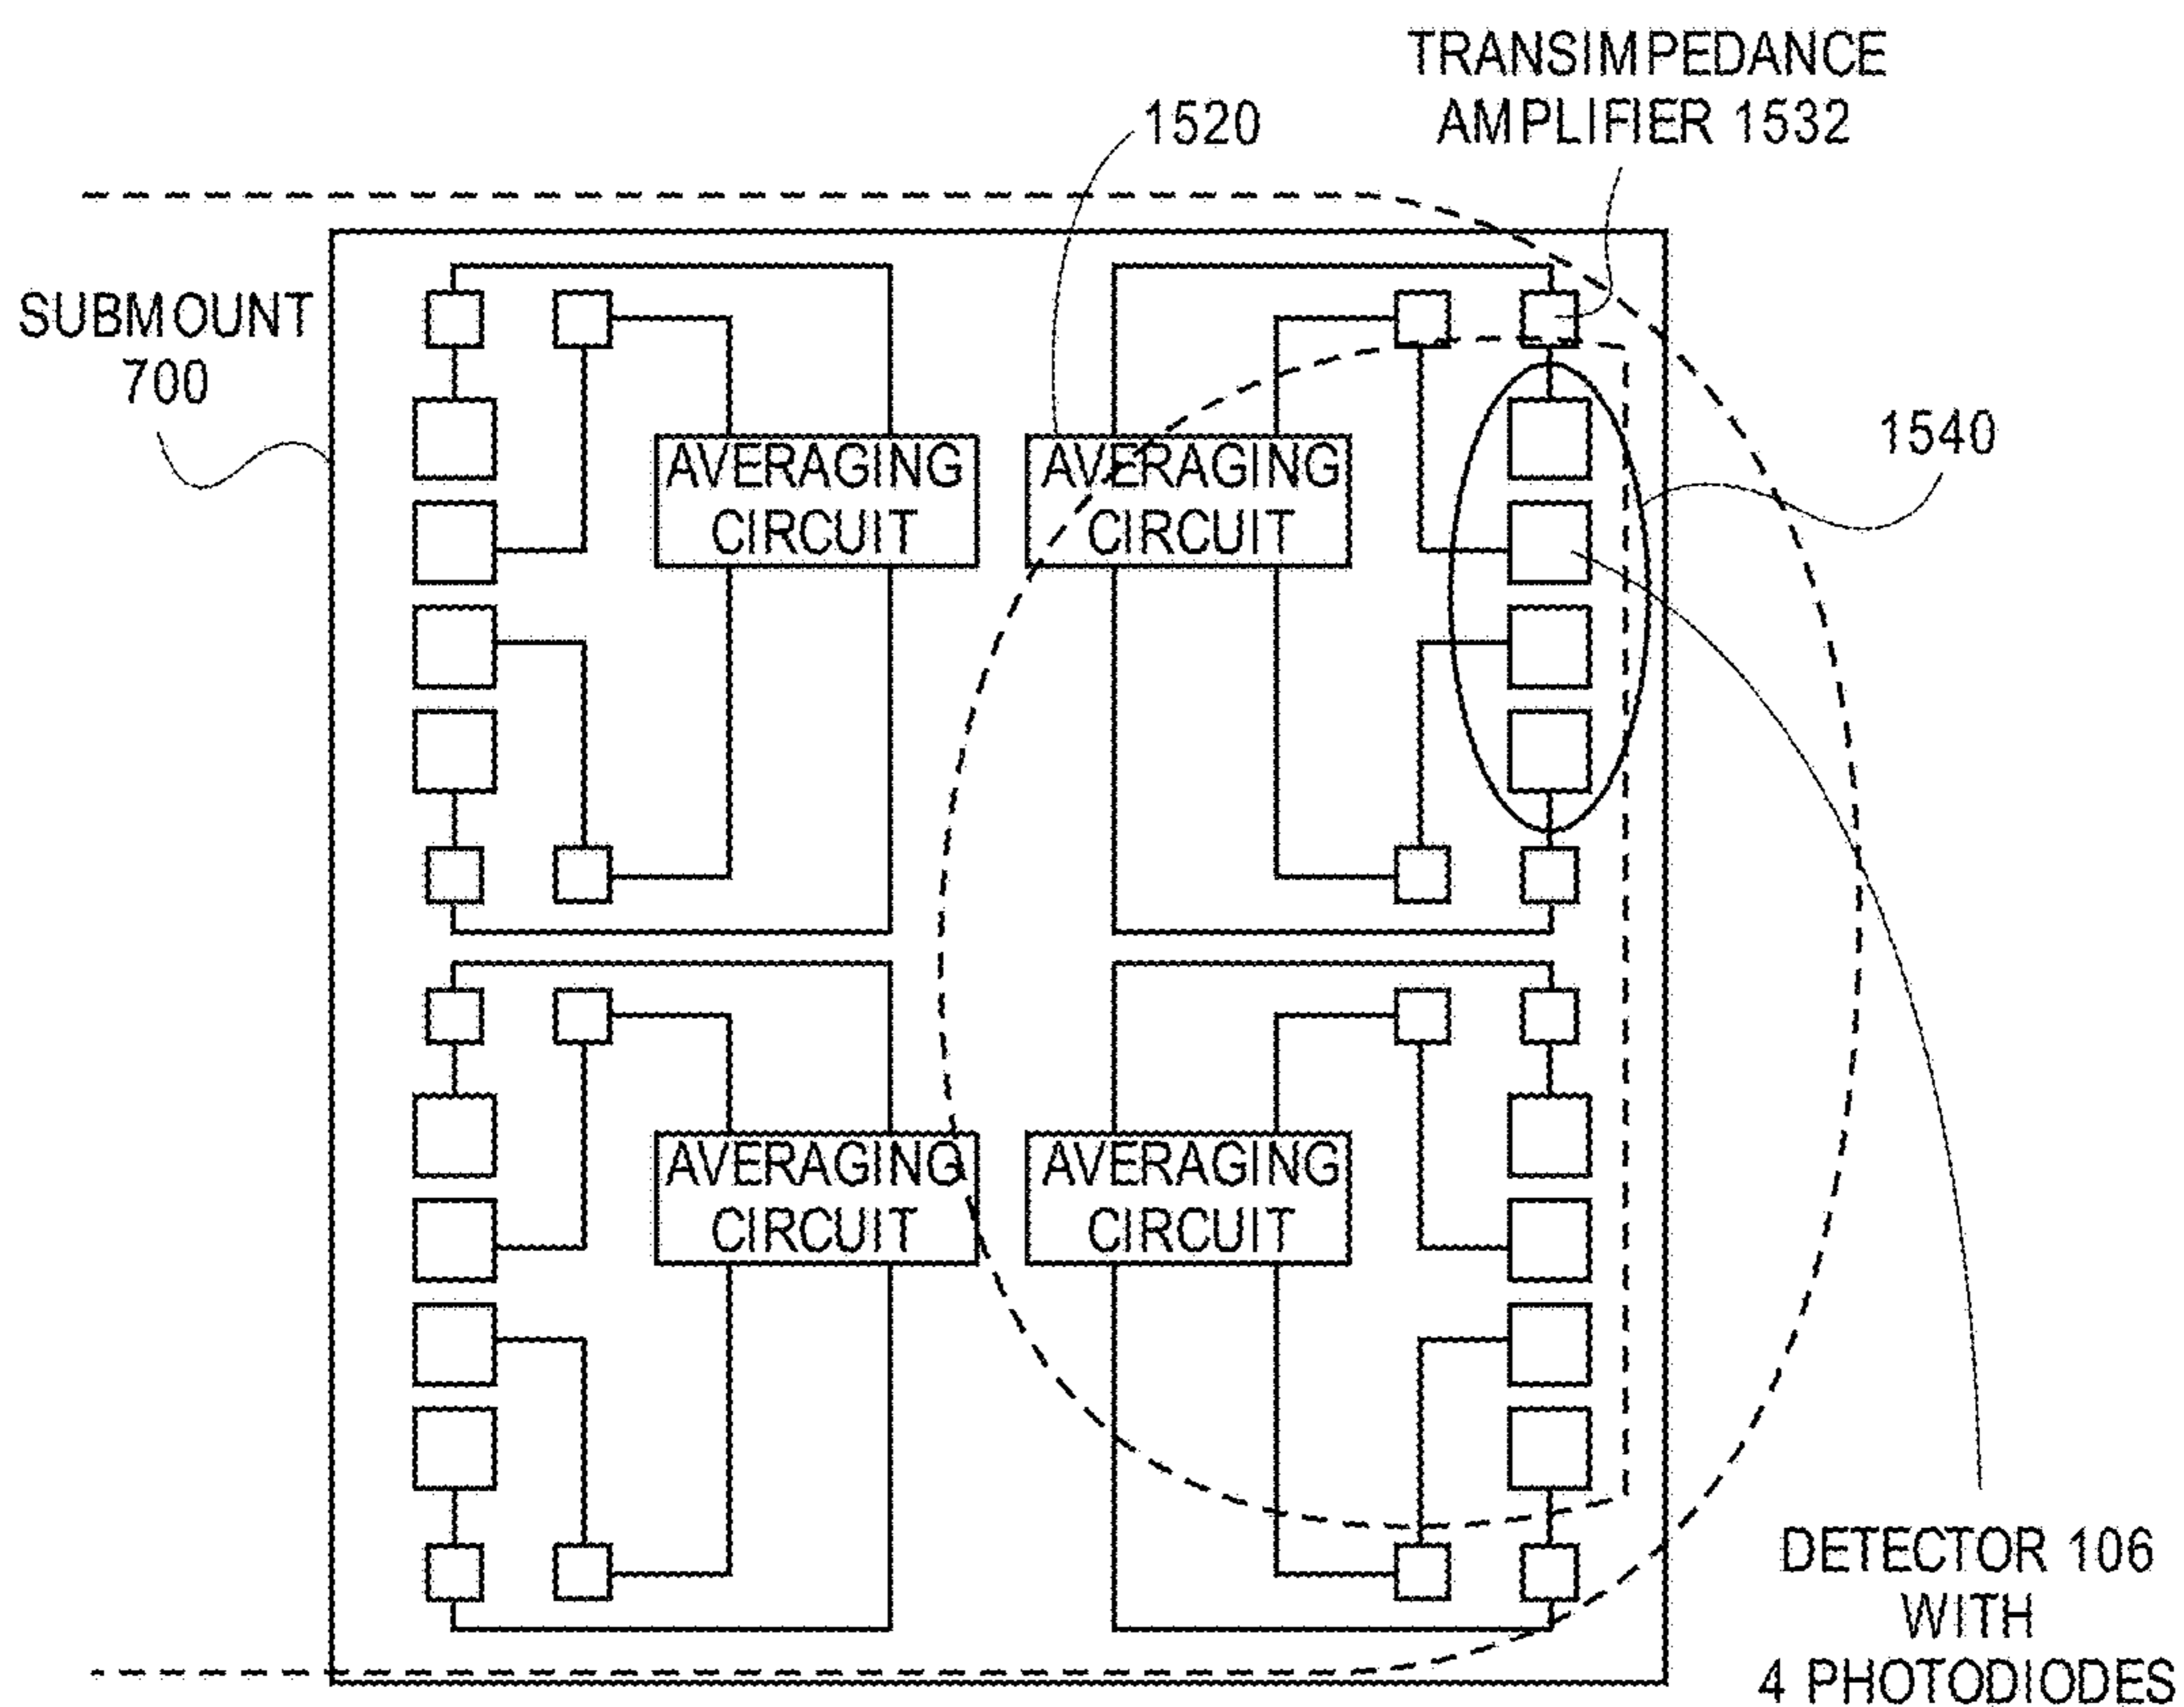 TRANSIMPEDANCE
AMPLIFIER 1532
1520
SUBMOUNT
700
1540
AVERAGING
CIRCUIT
AVERAGING
CIRCUIT
AVERAGING
CIRCUIT
AVERAGING
CIRCUIT
DETECTOR 106
WITH
4 PHOTODIODES